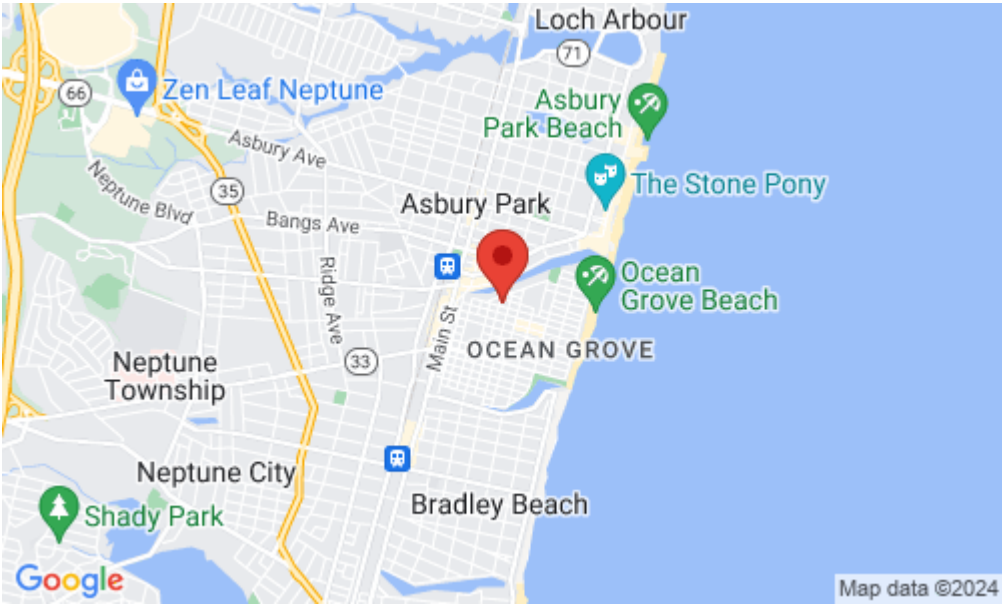 Loch Arbour
71
66
Zen Leaf Neptune
Asbury
Park Beach
Asbury Ave
Neptune Blvd
35
The Stone Pony
Asbury Park
Bangs Ave
Ridge Ave
Ocean
Grove Beach
Main St
OCEAN GROVE
33
Neptune
Township
Neptune City
Bradley Beach
Shady Park
Google
Map data ©2024